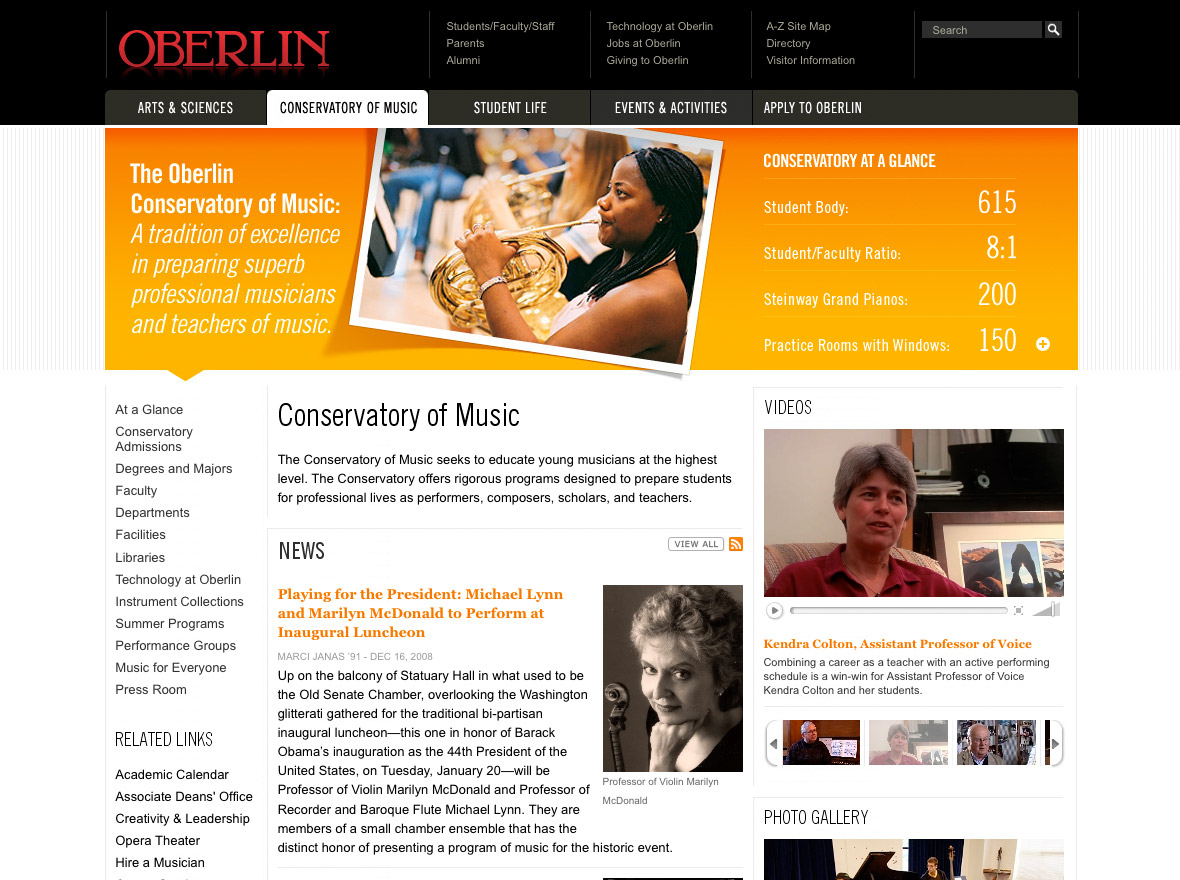 OBERLIN
Students/Faculty/Staff
Parents
Alumni
Technology at Oberlin
Jobs at Oberlin
Giving to Oberlin
A-Z Site Map
Directory
Visitor Information
Search
ARTS & SCIENCES
CONSERVATORY OF MUSIC
STUDENT LIFE
EVENTS & ACTIVITIES
APPLY TO OBERLIN
The Oberlin
Conservatory of Music:
A tradition of excellence
in preparing superb
professional musicians
and teachers of music.
CONSERVATORY AT A GLANCE
Student Body: 615
Student/Faculty Ratio: 8:1
Steinway Grand Pianos: 200
Practice Rooms with Windows: 150
At a Glance
Conservatory
Admissions
Degrees and Majors
Faculty
Departments
Facilities
Libraries
Technology at Oberlin
Instrument Collections
Summer Programs
Performance Groups
Music for Everyone
Press Room
RELATED LINKS
Academic Calendar
Associate Deans' Office
Creativity & Leadership
Opera Theater
Hire a Musician
Conservatory of Music
The Conservatory of Music seeks to educate young musicians at the highest
level. The Conservatory offers rigorous programs designed to prepare students
for professional lives as performers, composers, scholars, and teachers.
NEWS
VIEW ALL
Playing for the President: Michael Lynn
and Marilyn McDonald to Perform at
Inaugural Luncheon
MARCI JANAS '91 - DEC 16, 2008
Up on the balcony of Statuary Hall in what used to be
the Old Senate Chamber, overlooking the Washington
glitterati gathered for the traditional bi-partisan
inaugural luncheon—this one in honor of Barack
Obama's inauguration as the 44th President of the
United States, on Tuesday, January 20—will be
Professor of Violin Marilyn McDonald and Professor of
Recorder and Baroque Flute Michael Lynn. They are
members of a small chamber ensemble that has the
distinct honor of presenting a program of music for the historic event.
Professor of Violin Marilyn
McDonald
VIDEOS
Kendra Colton, Assistant Professor of Voice
Combining a career as a teacher with an active performing
schedule is a win-win for Assistant Professor of Voice
Kendra Colton and her students.
PHOTO GALLERY